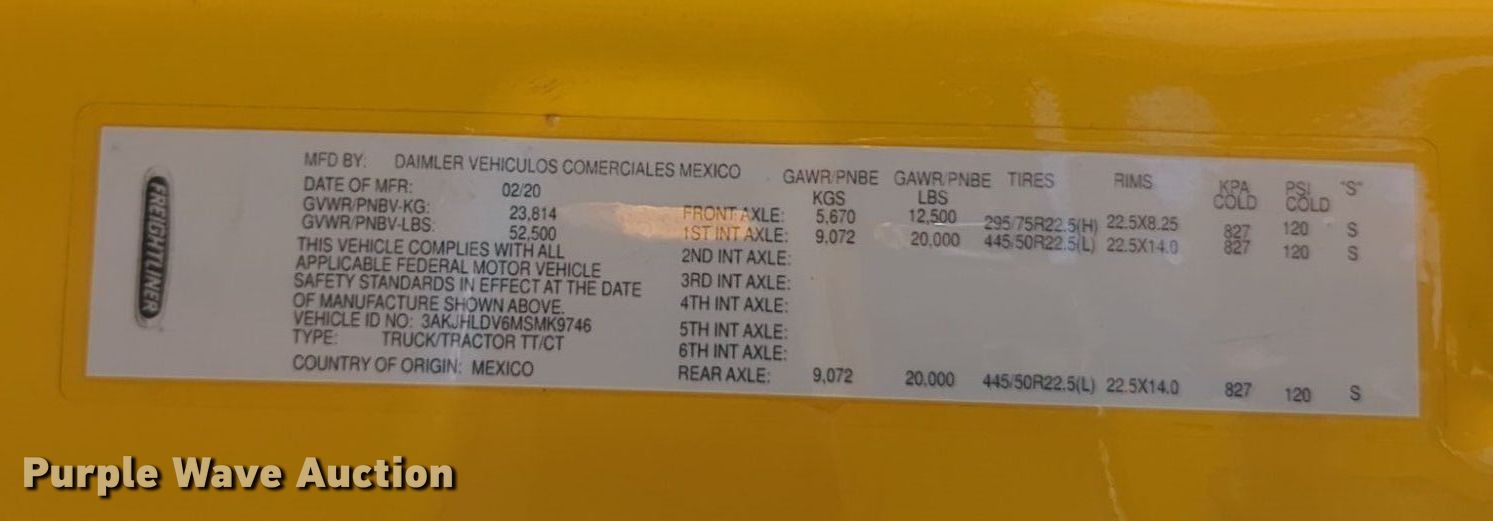 FREIGHTLINER
MFD BY: DAIMLER VEHICULOS COMERCIALES MEXICO
DATE OF MFR: 02/20
GVWR/PNBV-KG: 23,814
GVWR/PNBV-LBS: 52,500
THIS VEHICLE COMPLIES WITH ALL
APPLICABLE FEDERAL MOTOR VEHICLE
SAFETY STANDARDS IN EFFECT AT THE DATE
OF MANUFACTURE SHOWN ABOVE.
VEHICLE ID NO: 3AKJHLDV6MSMK9746
TYPE: TRUCK/TRACTOR TT/CT
COUNTRY OF ORIGIN: MEXICO
GAWR/PNBE GAWR/PNBE TIRES RIMS KPA PSI "S"
KGS LBS COLD COLD
FRONT AXLE: 5,670 12,500 295/75R22.5(H) 22.5X8.25 827 120 S
1ST INT AXLE: 9,072 20,000 445/50R22.5(L) 22.5X14.0 827 120 S
2ND INT AXLE:
3RD INT AXLE:
4TH INT AXLE:
5TH INT AXLE:
6TH INT AXLE:
REAR AXLE: 9,072 20,000 445/50R22.5(L) 22.5X14.0 827 120 S
Purple Wave Auction